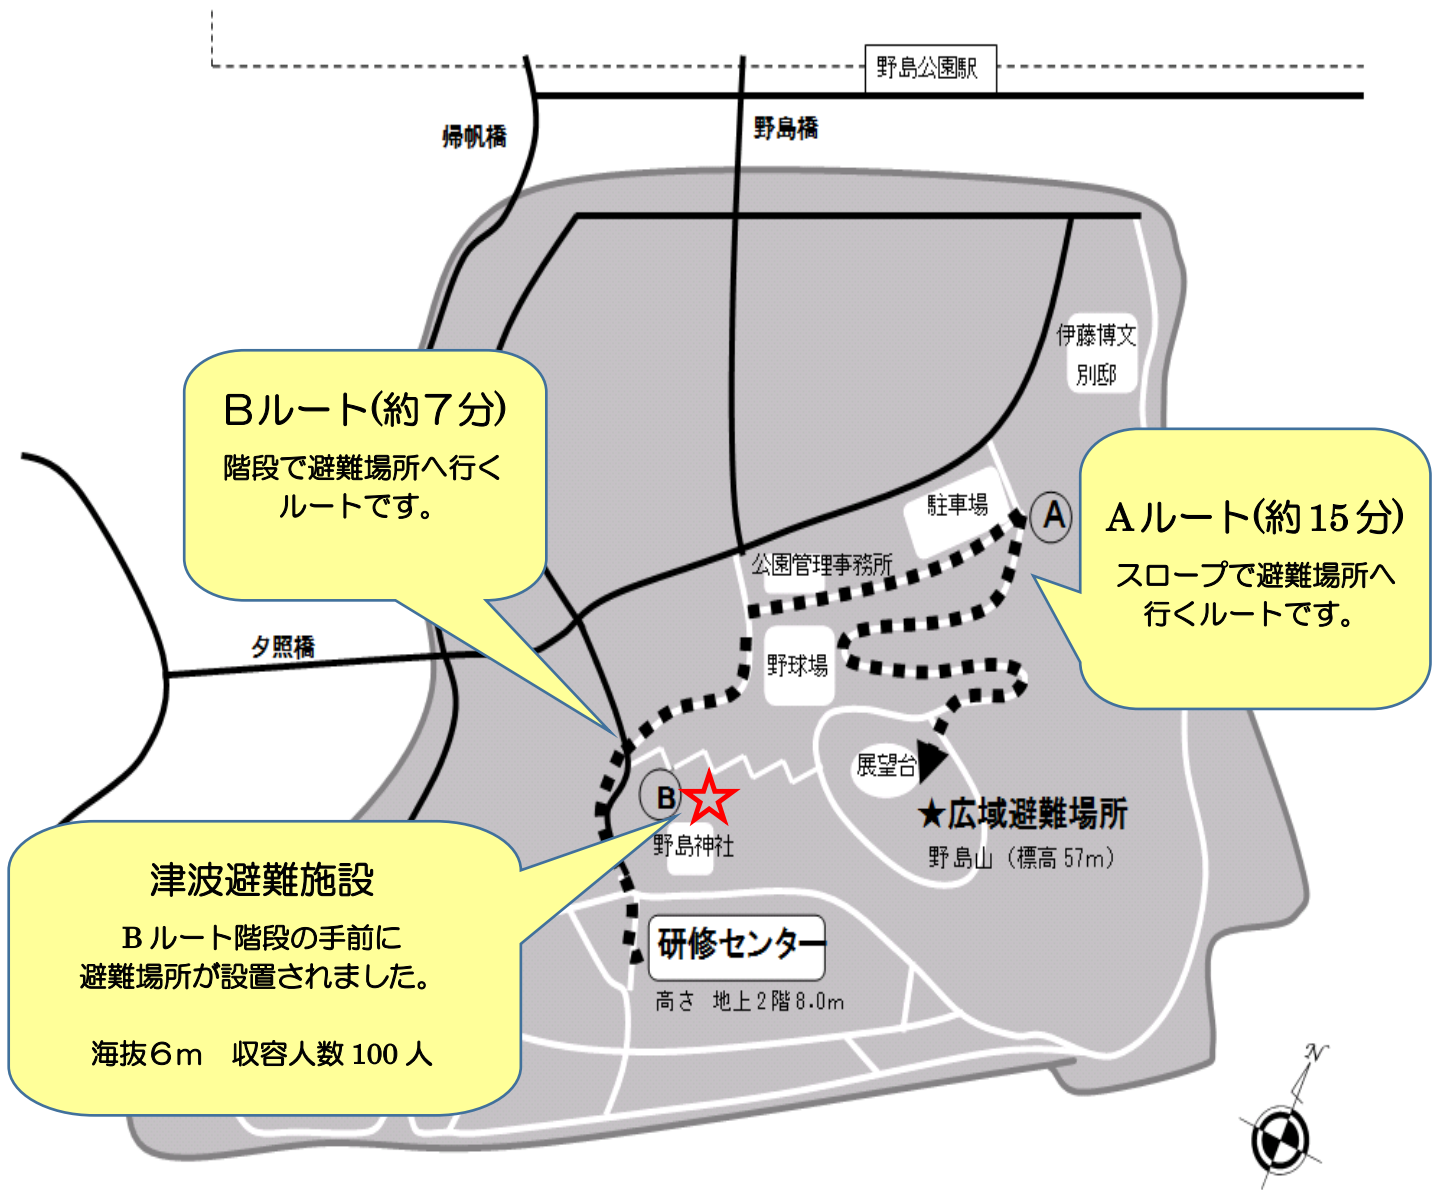 野島公園駅
帰帆橋
野島橋
伊藤博文
別邸
Bルート(約7分)
階段で避難場所へ行く
ルートです。
駐車場
A
Aルート(約15分)
スロープで避難場所へ
行くルートです。
公園管理事務所
夕照橋
野球場
展望台
B
★広域避難場所
野島山（標高57m）
野島神社
津波避難施設
Bルート階段の手前に
避難場所が設置されました。
海抜6m　収容人数100人
研修センター
高さ　地上2階8.0m
N